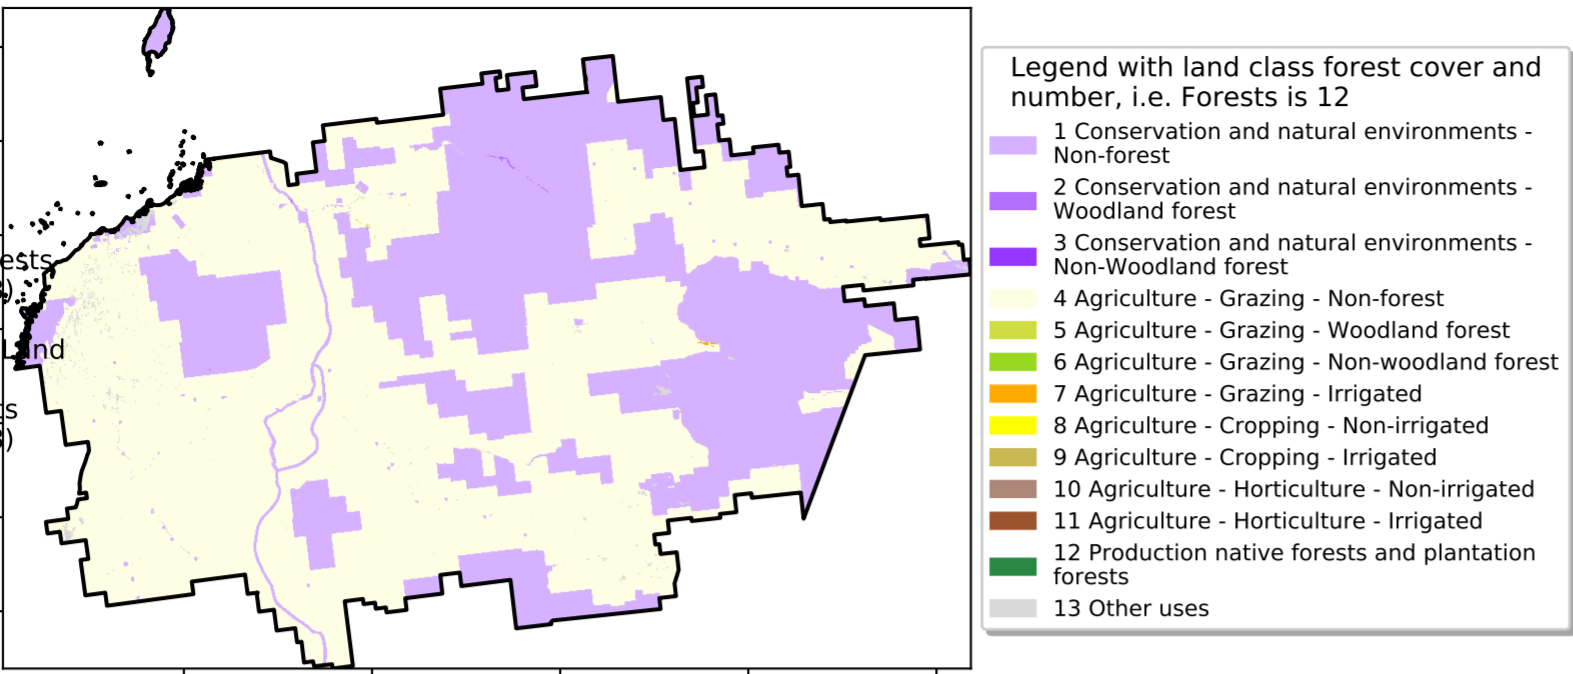 Legend with land class forest cover and
number, i.e. Forests is 12
1 Conservation and natural environments -
Non-forest
2 Conservation and natural environments -
Woodland forest
3 Conservation and natural environments -
Non-Woodland forest
4 Agriculture - Grazing - Non-forest
5 Agriculture - Grazing - Woodland forest
6 Agriculture - Grazing - Non-woodland forest
7 Agriculture - Grazing - Irrigated
8 Agriculture - Cropping - Non-irrigated
9 Agriculture - Cropping - Irrigated
10 Agriculture - Horticulture - Non-irrigated
11 Agriculture - Horticulture - Irrigated
12 Production native forests and plantation
forests
13 Other uses